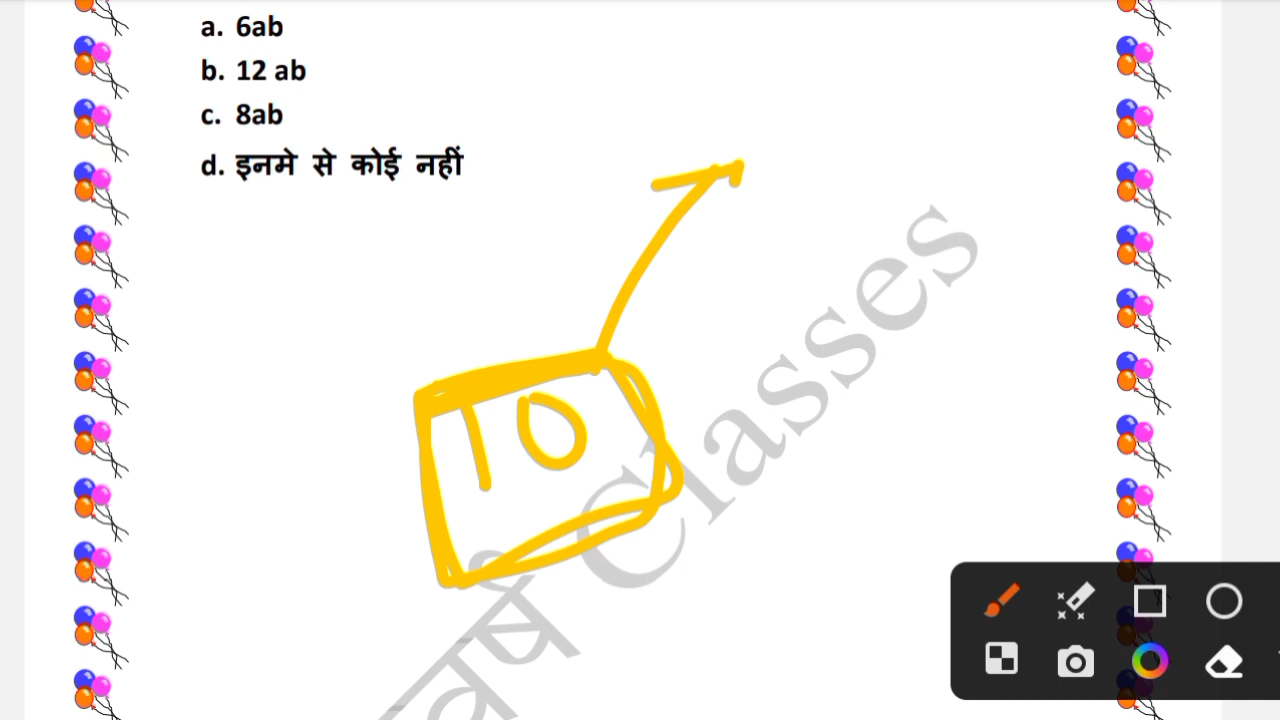 a. 6ab
b. 12 ab
c. 8ab
d. इनमे से कोई नहीं
10
Classes